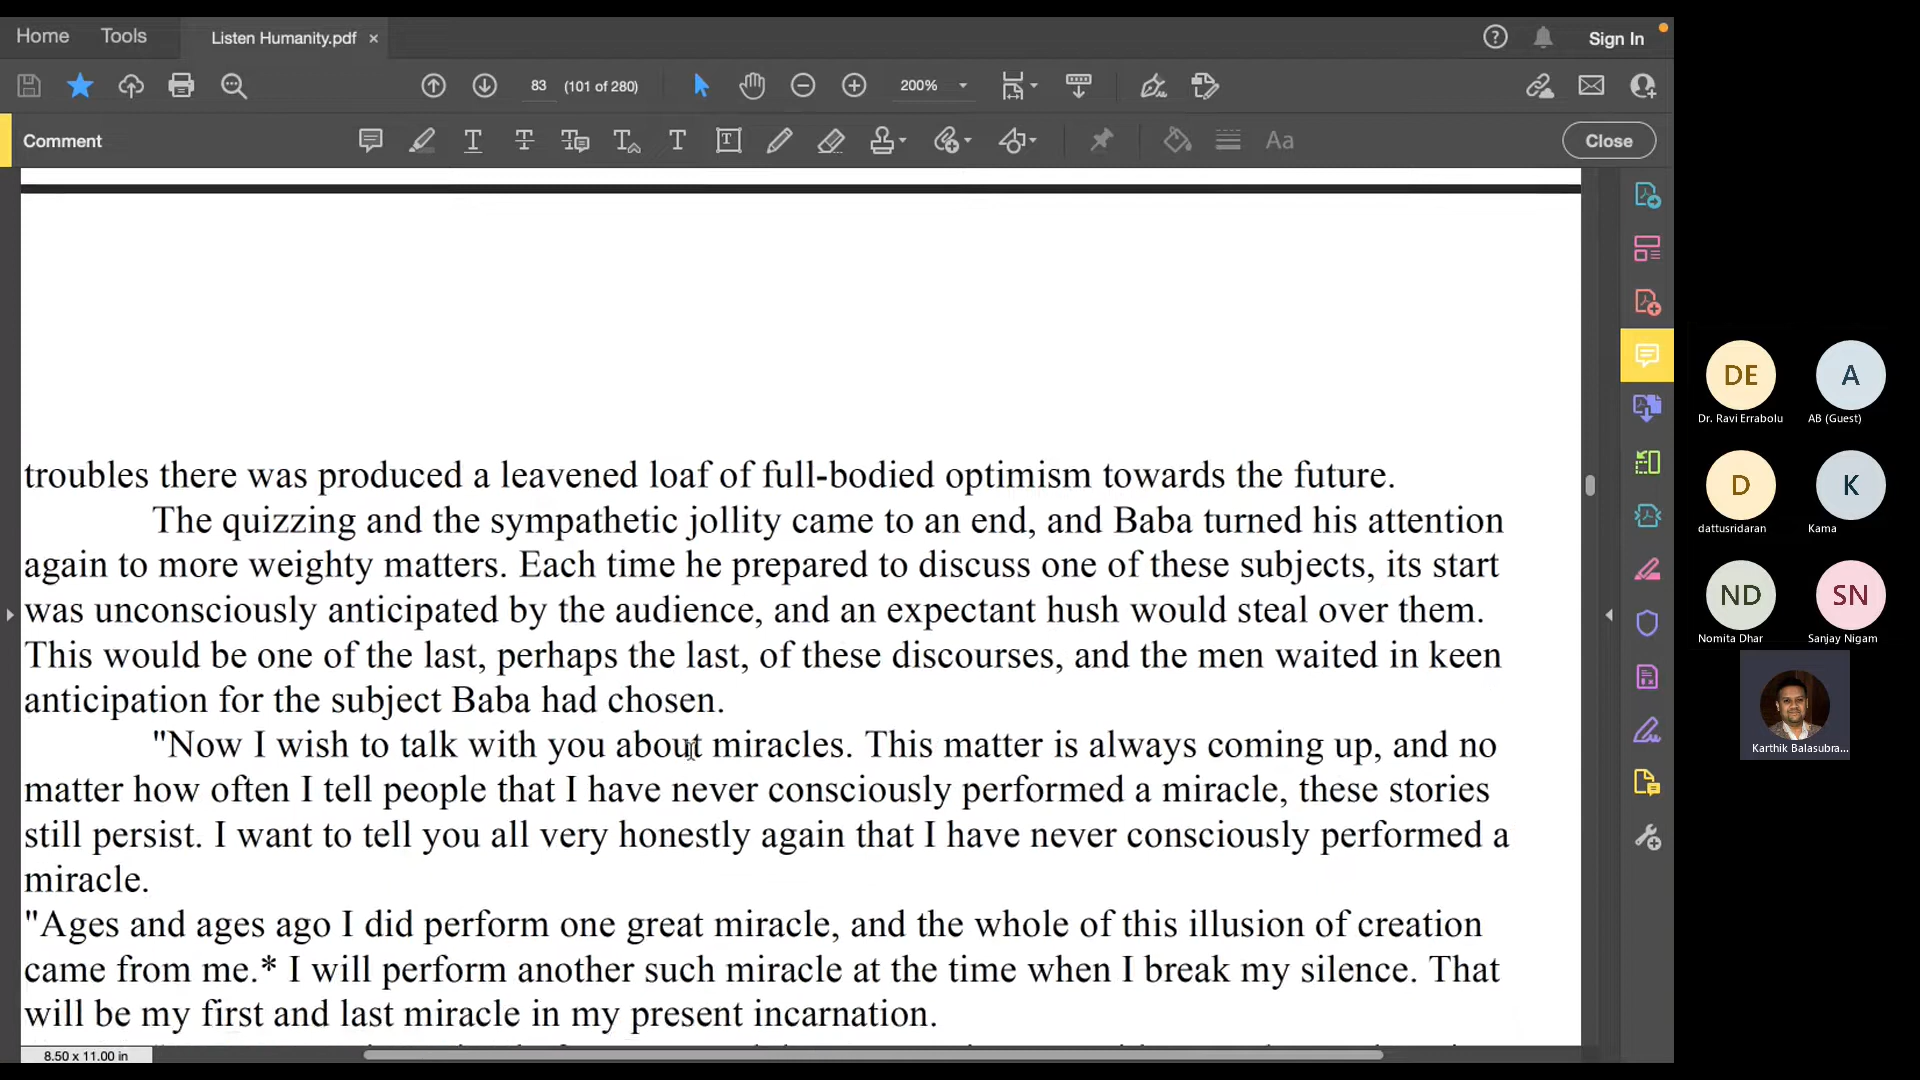 Home Tools Listen Humanity.pdf × Sign In
83 (101 of 280) 200%
Comment Close
troubles there was produced a leavened loaf of full-bodied optimism towards the future.
The quizzing and the sympathetic jollity came to an end, and Baba turned his attention
again to more weighty matters. Each time he prepared to discuss one of these subjects, its start
was unconsciously anticipated by the audience, and an expectant hush would steal over them.
This would be one of the last, perhaps the last, of these discourses, and the men waited in keen
anticipation for the subject Baba had chosen.
"Now I wish to talk with you about miracles. This matter is always coming up, and no
matter how often I tell people that I have never consciously performed a miracle, these stories
still persist. I want to tell you all very honestly again that I have never consciously performed a
miracle.
"Ages and ages ago I did perform one great miracle, and the whole of this illusion of creation
came from me.* I will perform another such miracle at the time when I break my silence. That
will be my first and last miracle in my present incarnation.
8.50 x 11.00 in
DE A
Dr. Ravi Errabolu AB (Guest)
D K
dattusridaran Kama
ND SN
Nomita Dhar Sanjay Nigam
Karthik Balasubra...